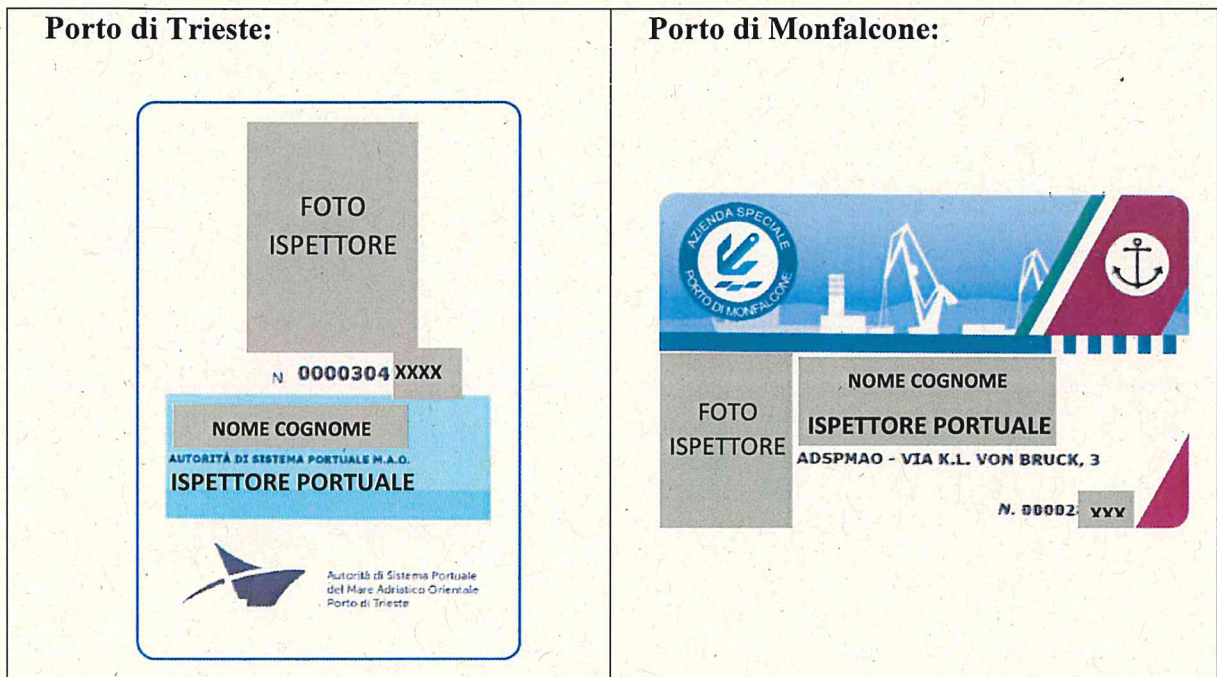 Porto di Trieste:
FOTO
ISPETTORE
N. 0000304 XXXX
NOME COGNOME
AUTORITÀ DI SISTEMA PORTUALE M.A.O.
ISPETTORE PORTUALE
Autorità di Sistema Portuale
del Mare Adriatico Orientale
Porto di Trieste
Porto di Monfalcone:
AZIENDA SPECIALE
PORTO DI MONFALCONE
FOTO
ISPETTORE
NOME COGNOME
ISPETTORE PORTUALE
ADSPMAO - VIA K.L. VON BRUCK, 3
N. 00002 XXX